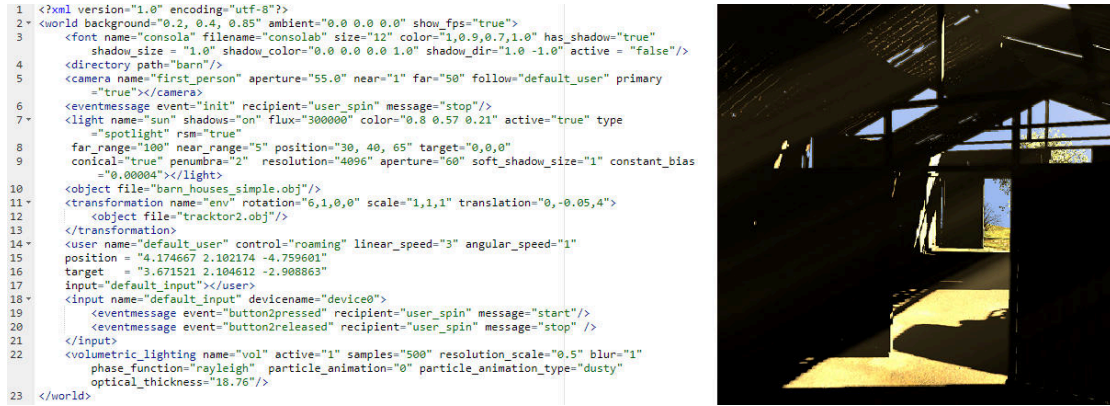 1 <?xml version="1.0" encoding="utf-8"?>
2 <world background="0.2, 0.4, 0.85" ambient="0.0 0.0 0.0" show_fps="true">
3 <font name="consola" filename="consolab" size="12" color="1,0.9,0.7,1.0" has_shadow="true"
shadow_size = "1.0" shadow_color="0.0 0.0 0.0 1.0" shadow_dir="1.0 -1.0" active = "false"/>
4 <directory path="barn"/>
5 <camera name="first_person" aperture="55.0" near="1" far="50" follow="default_user" primary
="true"></camera>
6 <eventmessage event="init" recipient="user_spin" message="stop"/>
7 <light name="sun" shadows="on" flux="300000" color="0.8 0.57 0.21" active="true" type
="spotlight" rsm="true"
8 far_range="100" near_range="5" position="30, 40, 65" target="0,0,0"
9 conical="true" penumbra="2" resolution="4096" aperture="60" soft_shadow_size="1" constant_bias
="0.00004"></light>
10 <object file="barn_houses_simple.obj"/>
11 <transformation name="env" rotation="6,1,0,0" scale="1,1,1" translation="0,-0.05,4">
12 <object file="tracktor2.obj"/>
13 </transformation>
14 <user name="default_user" control="roaming" linear_speed="3" angular_speed="1"
15 position = "4.174667 2.102174 -4.759601"
16 target = "3.671521 2.104612 -2.908863"
17 input="default_input"></user>
18 <input name="default_input" devicename="device0">
19 <eventmessage event="button2pressed" recipient="user_spin" message="start"/>
20 <eventmessage event="button2released" recipient="user_spin" message="stop" />
21 </input>
22 <volumetric_lighting name="vol" active="1" samples="500" resolution_scale="0.5" blur="1"
phase_function="rayleigh" particle_animation="0" particle_animation_type="dusty"
optical_thickness="18.76"/>
23 </world>